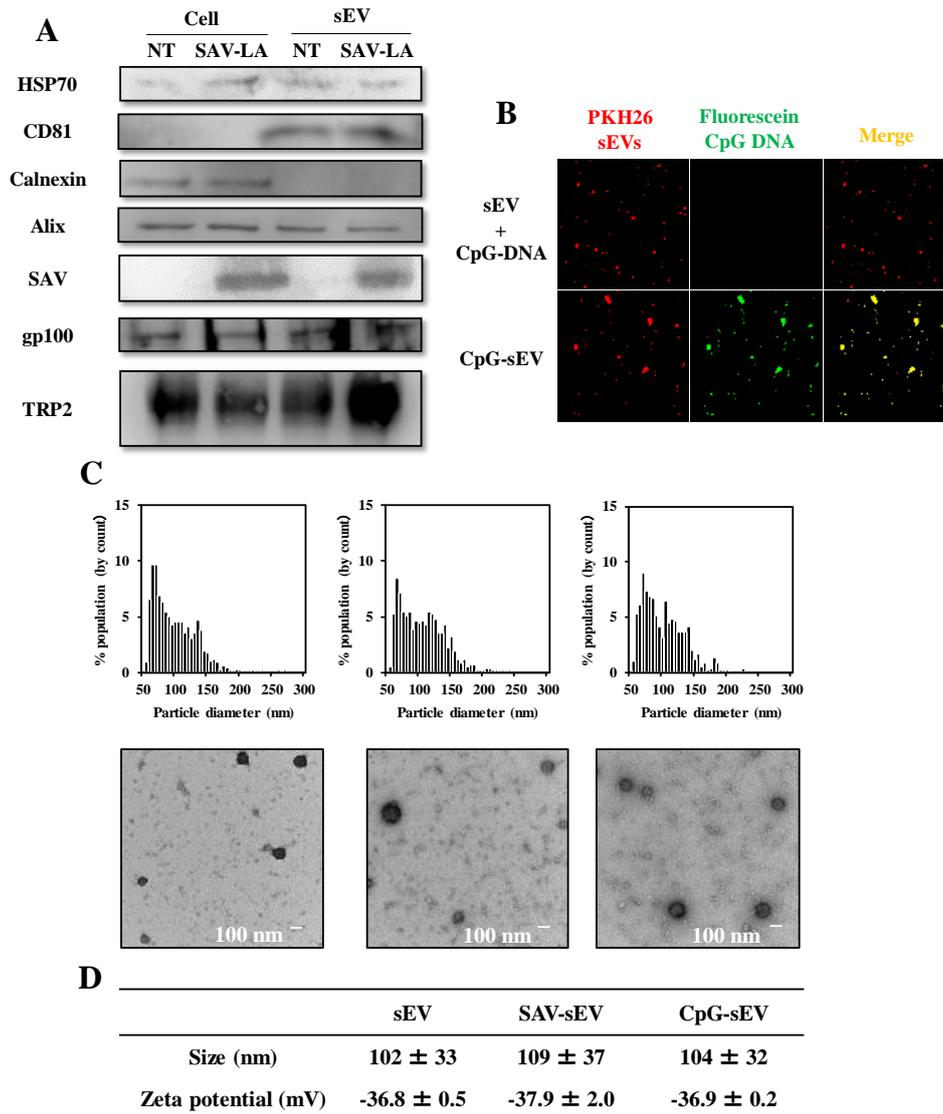 A
Cell
sEV
NT
SAV-LA
NT
SAV-LA
HSP70
CD81
Calnexin
Alix
SAV
gp100
TRP2
B
PKH26
sEVs
Fluorescein
CpG DNA
Merge
sEV
+
CpG-DNA
CpG-sEV
C
15
10
5
0
% population (by count)
50 100 150 200 250 300
Particle diameter (nm)
15
10
5
0
% population (by count)
50 100 150 200 250 300
Particle diameter (nm)
15
10
5
0
% population (by count)
50 100 150 200 250 300
Particle diameter (nm)
100 nm
100 nm
100 nm
D
sEV SAV-sEV CpG-sEV
Size (nm) 102 ± 33 109 ± 37 104 ± 32
Zeta potential (mV) -36.8 ± 0.5 -37.9 ± 2.0 -36.9 ± 0.2